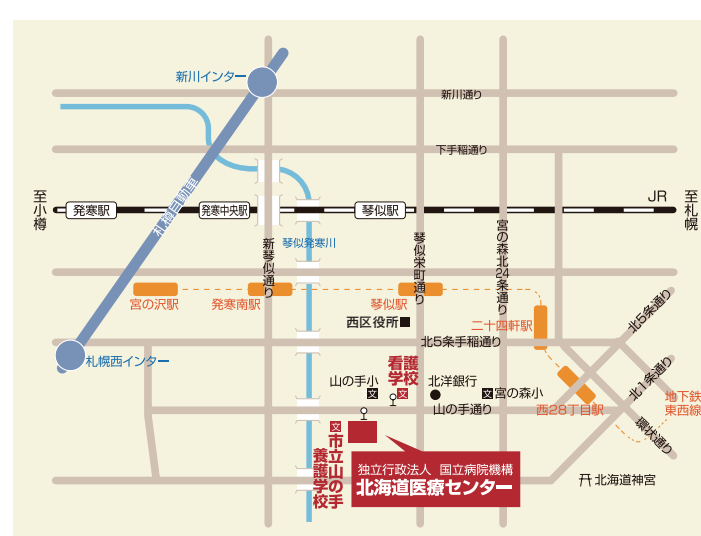 新川インター
新川通り
下手稲通り
札樽自動車
JR
至小樽
至札幌
発寒駅
発寒中央駅
琴似駅
新琴似通り
琴似発寒川
琴似栄町通り
宮の森北24条通り
宮の沢駅
発寒南駅
琴似駅
西区役所
二十四軒駅
北5条通り
北5条手稲通り
札幌西インター
看護学校
山の手小
文
文
北洋銀行
文
宮の森小
北1条通り
地下鉄
東西線
山の手通り
西28丁目駅
環状通り
文
市立山の手
養護学校
独立行政法人 国立病院機構
北海道医療センター
北海道神宮